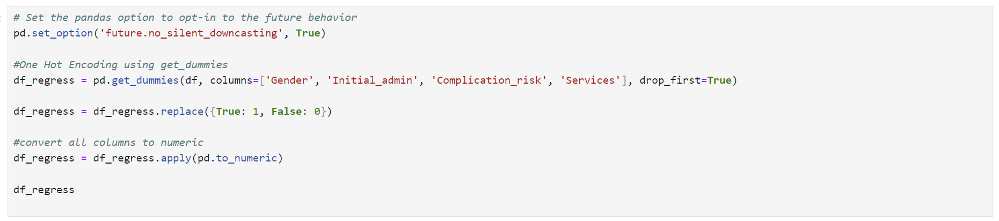 # Set the pandas option to opt-in to the future behavior
pd.set_option('future.no_silent_downcasting', True)
#One Hot Encoding using get_dummies
df_regress = pd.get_dummies(df, columns=['Gender', 'Initial_admin', 'Complication_risk', 'Services'], drop_first=True)
df_regress = df_regress.replace({True: 1, False: 0})
#convert all columns to numeric
df_regress = df_regress.apply(pd.to_numeric)
df_regress